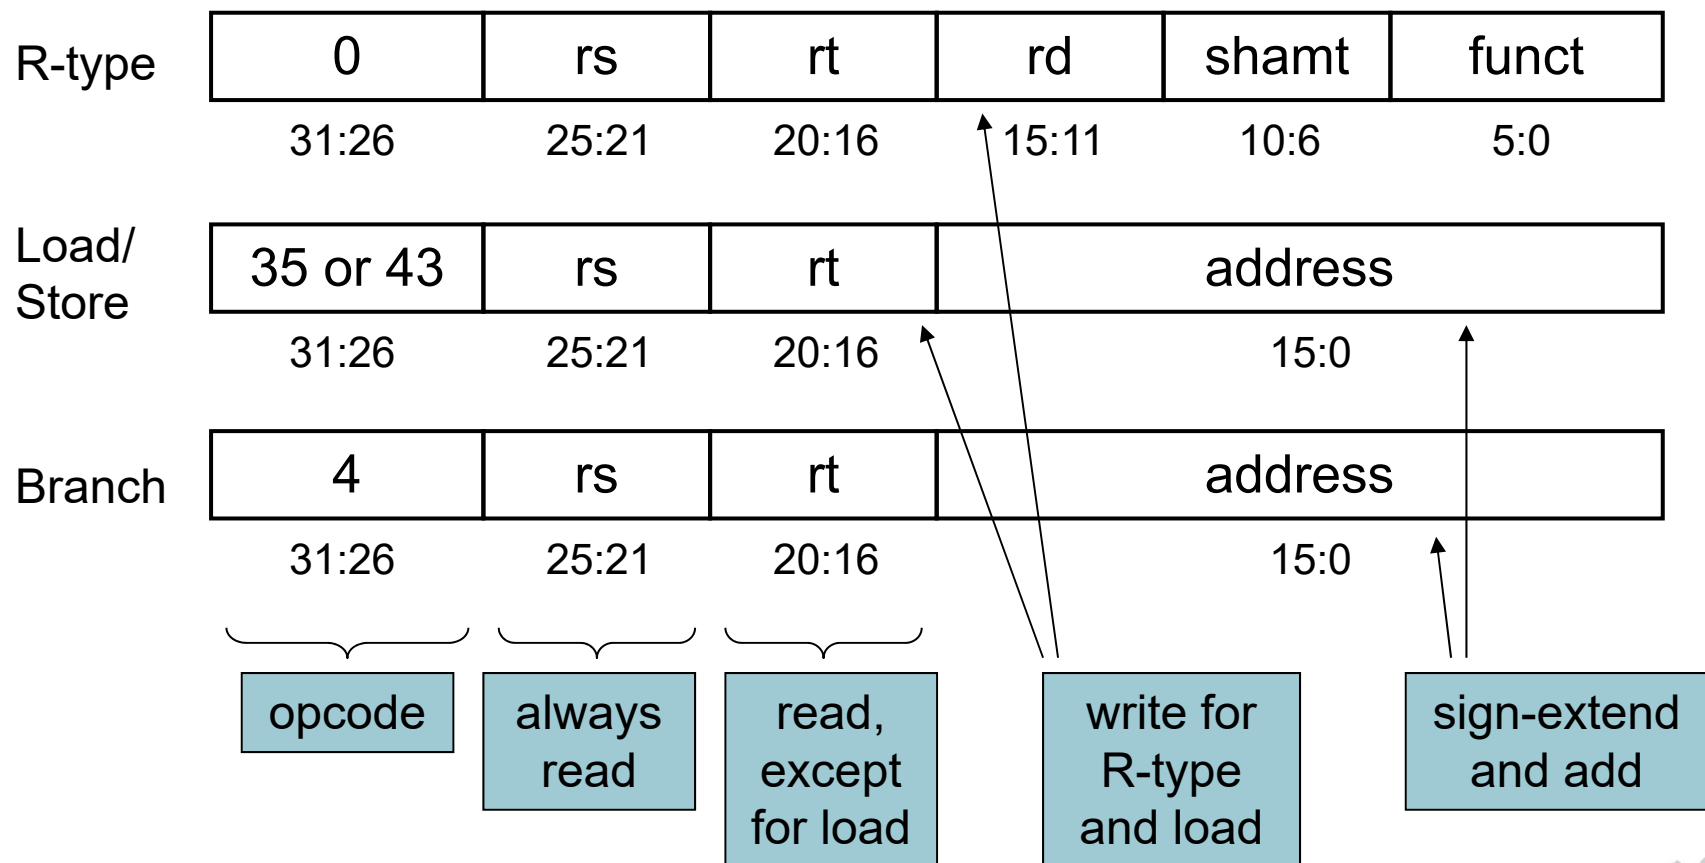 R-type
0 rs rt rd shamt funct
31:26 25:21 20:16 15:11 10:6 5:0
Load/
Store
35 or 43 rs rt address
31:26 25:21 20:16 15:0
Branch
4 rs rt address
31:26 25:21 20:16 15:0
opcode
always
read
read,
except
for load
write for
R-type
and load
sign-extend
and add